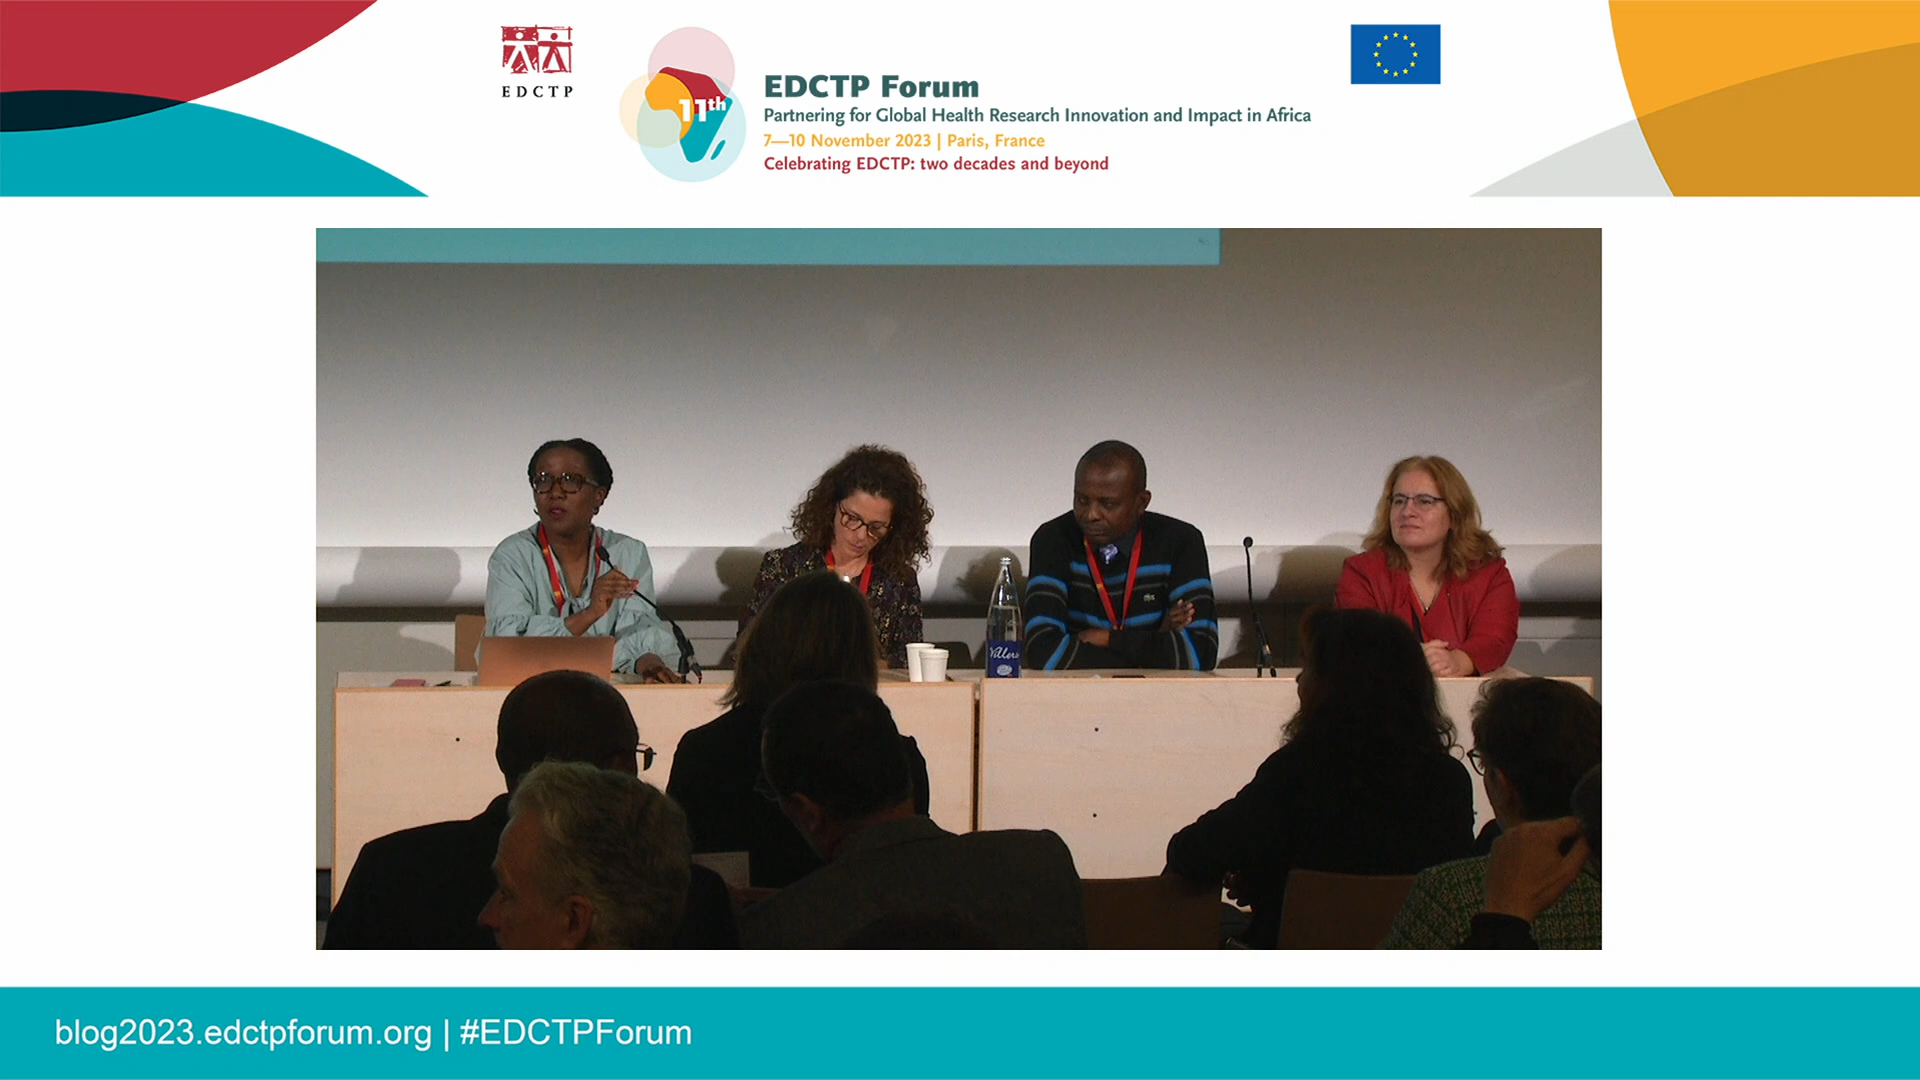 EDCTP
11th
EDCTP Forum
Partnering for Global Health Research Innovation and Impact in Africa
7—10 November 2023 | Paris, France
Celebrating EDCTP: two decades and beyond
blog2023.edctpforum.org | #EDCTPForum